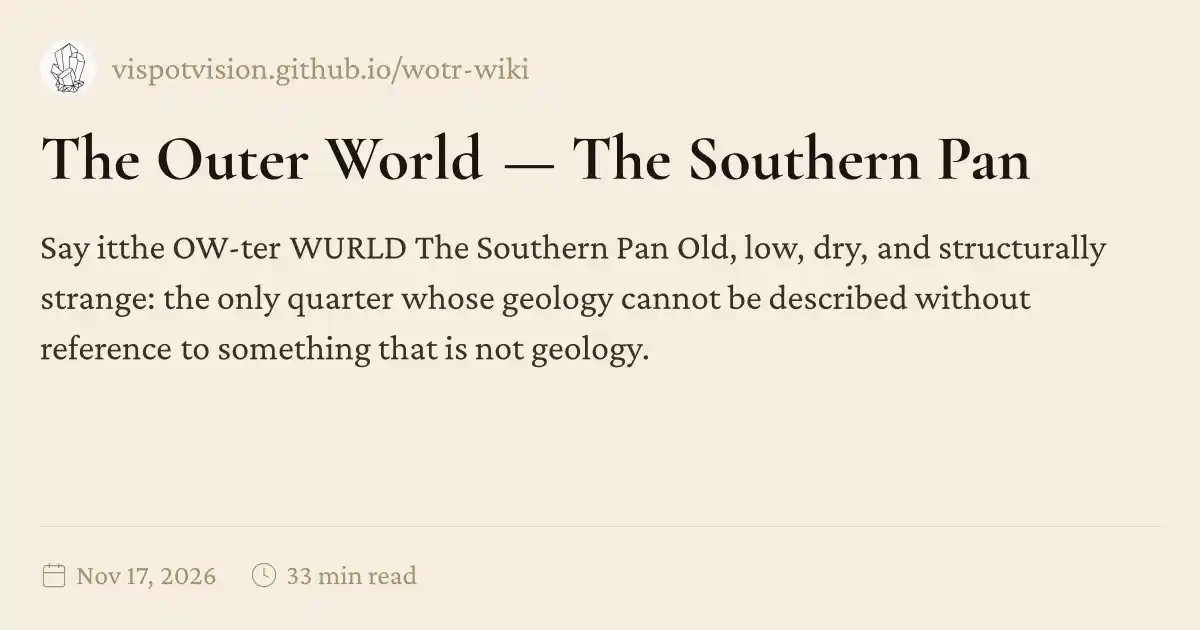 vispotvision.github.io/wotr-wiki
The Outer World — The Southern Pan
Say itthe OW-ter WURLD The Southern Pan Old, low, dry, and structurally
strange: the only quarter whose geology cannot be described without
reference to something that is not geology.
Nov 17, 2026
33 min read